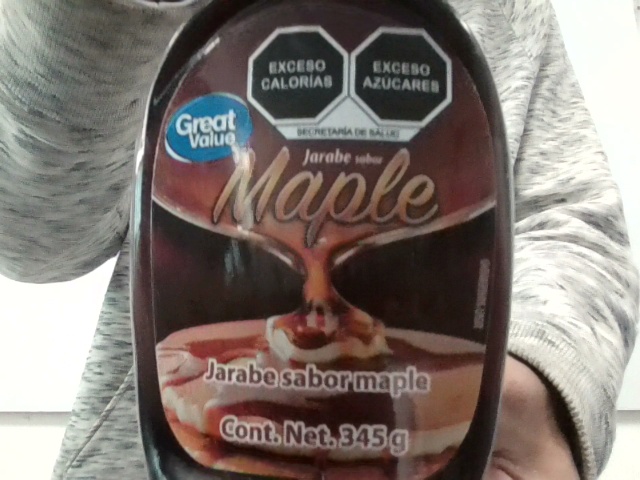 EXCESO
CALORÍAS
EXCESO
AZÚCARES
SECRETARÍA DE SALUD
Great
Value
Jarabe sabor
Maple
Jarabe sabor maple
Cont. Net. 345 g